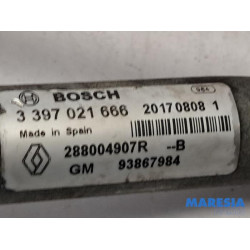 BOSCH
3 397 021 666 20170808 1
Made in Spain
288004907R --B
GM 93867984
MARESIA